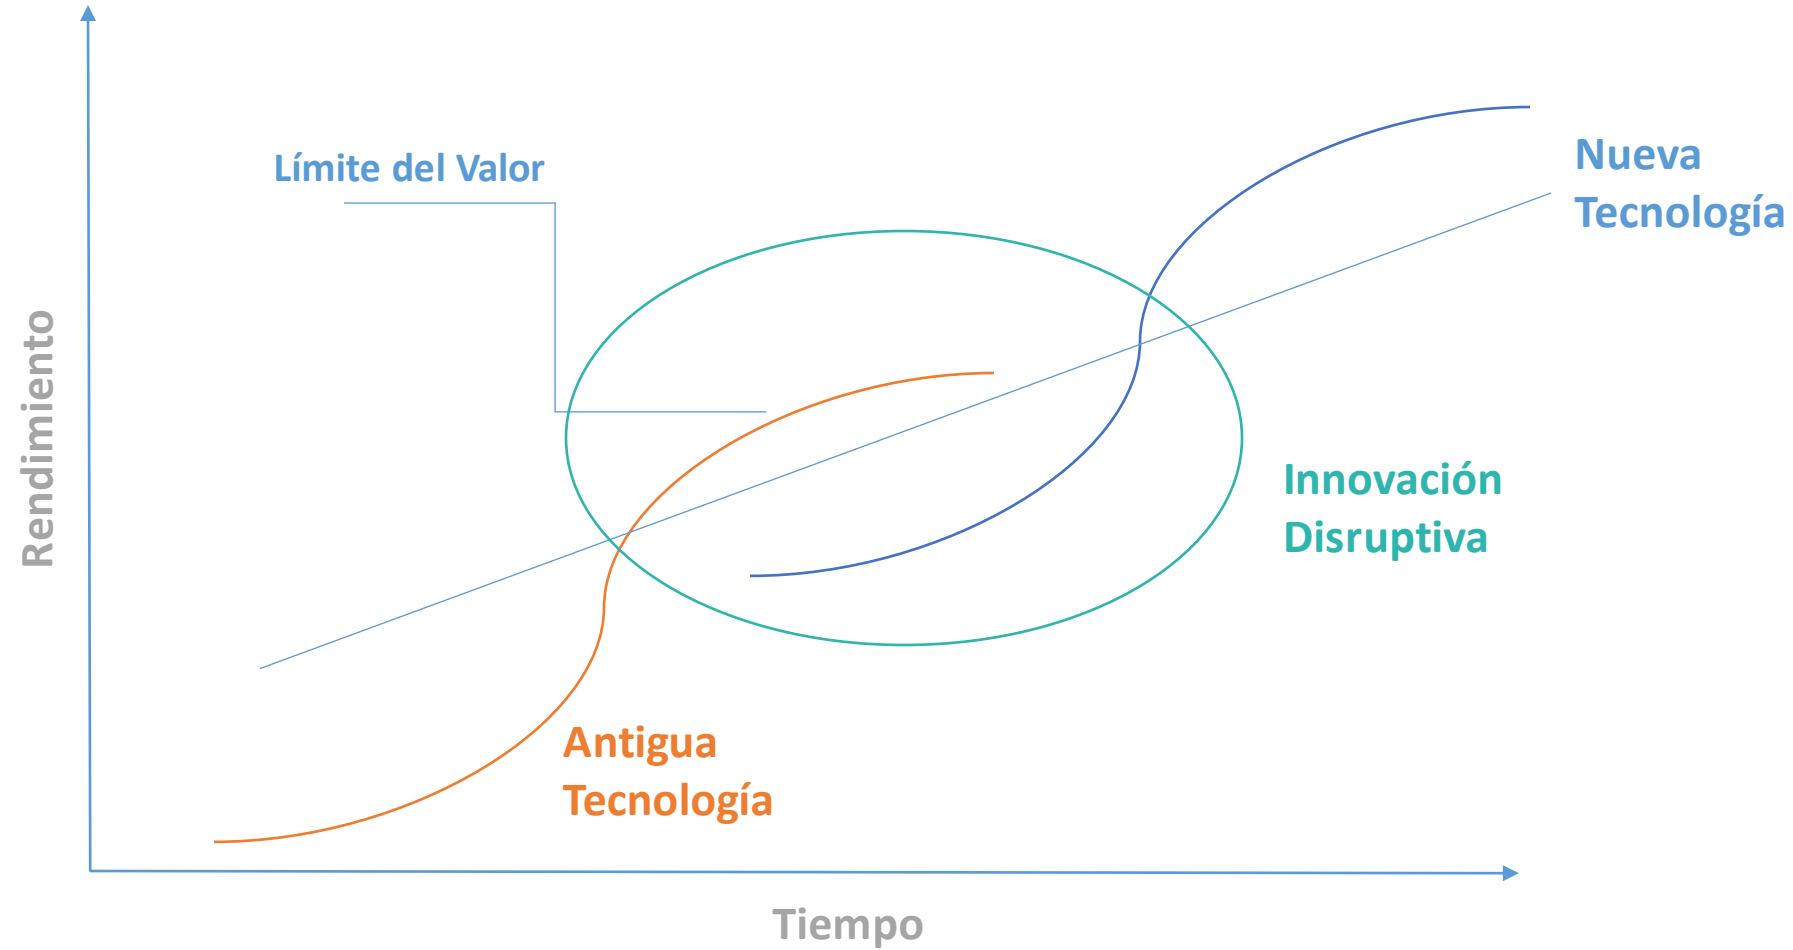 Límite del Valor
Nueva
Tecnología
Rendimiento
Innovación
Disruptiva
Antigua
Tecnología
Tiempo